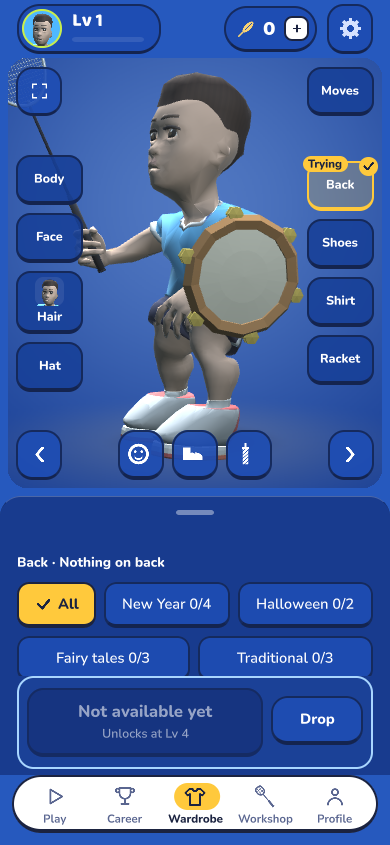 Lv 1
0
+
Moves
Trying
Back
Body
Face
Shoes
Hair
Shirt
Hat
Racket
Back · Nothing on back
All
New Year 0/4
Halloween 0/2
Fairy tales 0/3
Traditional 0/3
Not available yet
Unlocks at Lv 4
Drop
Play
Career
Wardrobe
Workshop
Profile